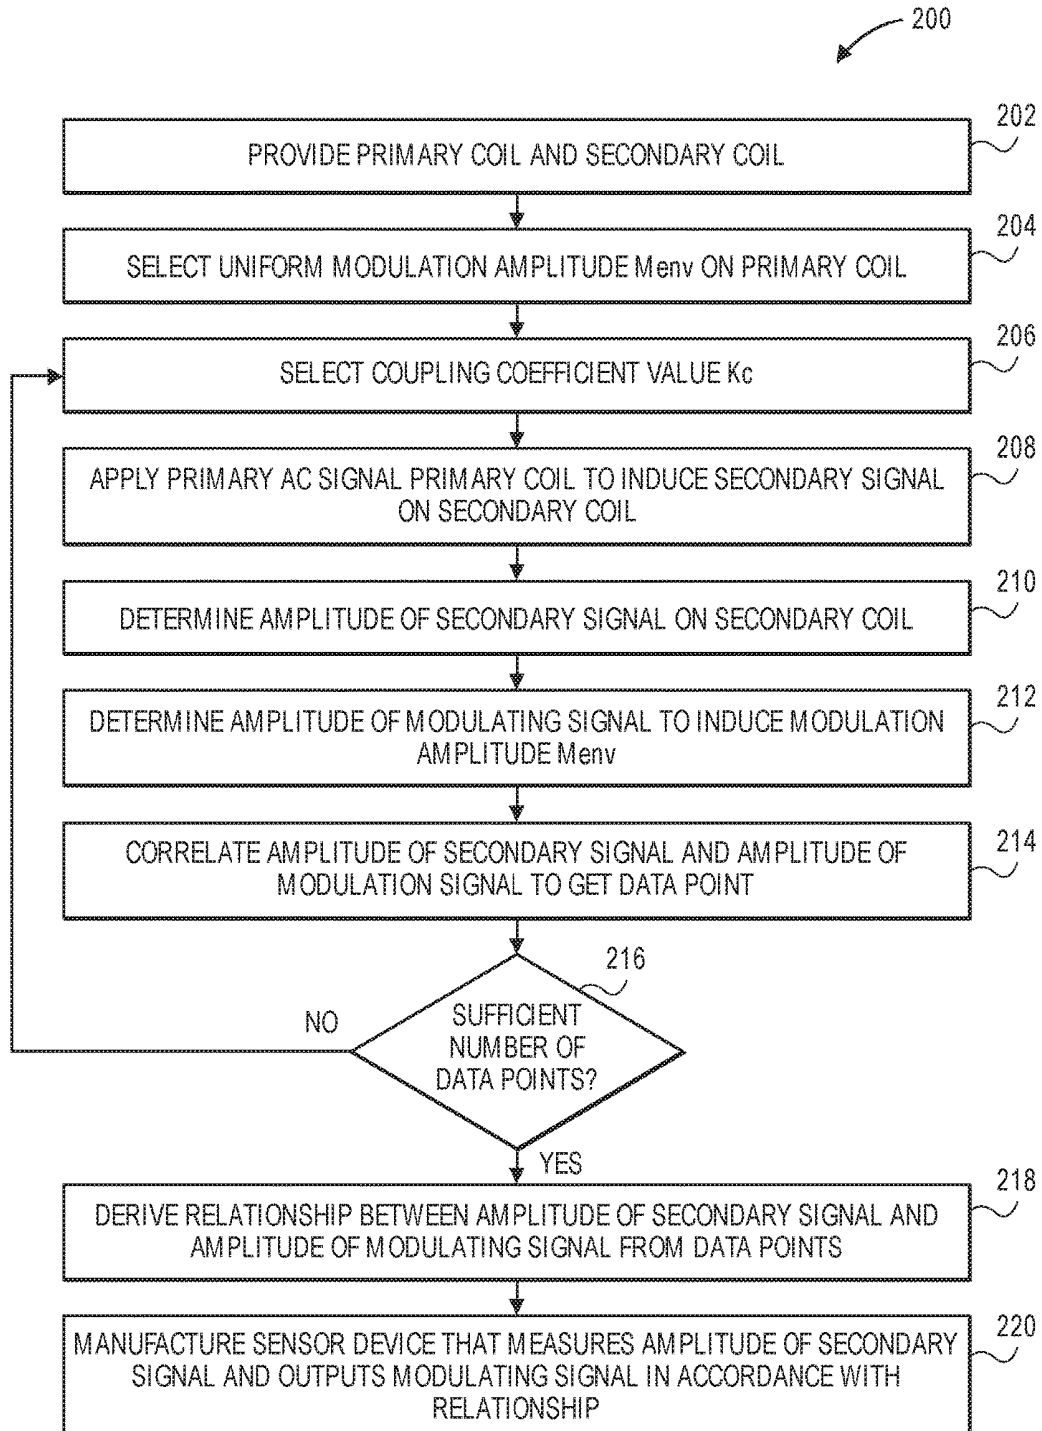 200
202
PROVIDE PRIMARY COIL AND SECONDARY COIL
204
SELECT UNIFORM MODULATION AMPLITUDE Menv ON PRIMARY COIL
206
SELECT COUPLING COEFFICIENT VALUE Kc
208
APPLY PRIMARY AC SIGNAL PRIMARY COIL TO INDUCE SECONDARY SIGNAL
ON SECONDARY COIL
210
DETERMINE AMPLITUDE OF SECONDARY SIGNAL ON SECONDARY COIL
212
DETERMINE AMPLITUDE OF MODULATING SIGNAL TO INDUCE MODULATION
AMPLITUDE Menv
214
CORRELATE AMPLITUDE OF SECONDARY SIGNAL AND AMPLITUDE OF
MODULATION SIGNAL TO GET DATA POINT
216
NO
SUFFICIENT
NUMBER OF
DATA POINTS?
YES
218
DERIVE RELATIONSHIP BETWEEN AMPLITUDE OF SECONDARY SIGNAL AND
AMPLITUDE OF MODULATING SIGNAL FROM DATA POINTS
220
MANUFACTURE SENSOR DEVICE THAT MEASURES AMPLITUDE OF SECONDARY
SIGNAL AND OUTPUTS MODULATING SIGNAL IN ACCORDANCE WITH
RELATIONSHIP